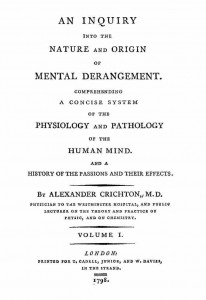 AN INQUIRY
INTO THE
NATURE AND ORIGIN
OF
MENTAL DERANGEMENT.
COMPREHENDING
A CONCISE SYSTEM
OF THE
PHYSIOLOGY AND PATHOLOGY
OF
THE HUMAN MIND.
AND A
HISTORY OF THE PASSIONS AND THEIR EFFECTS.
BY ALEXANDER CRICHTON, M.D.
PHYSICIAN TO THE WESTMINSTER HOSPITAL, AND PUBLIC
LECTURER ON THE THEORY AND PRACTICE OF
PHYSIC, AND ON CHEMISTRY.
VOLUME I.
LONDON:
PRINTED FOR T. CADELL, JUNIOR, AND W. DAVIES,
IN THE STRAND.
1798.